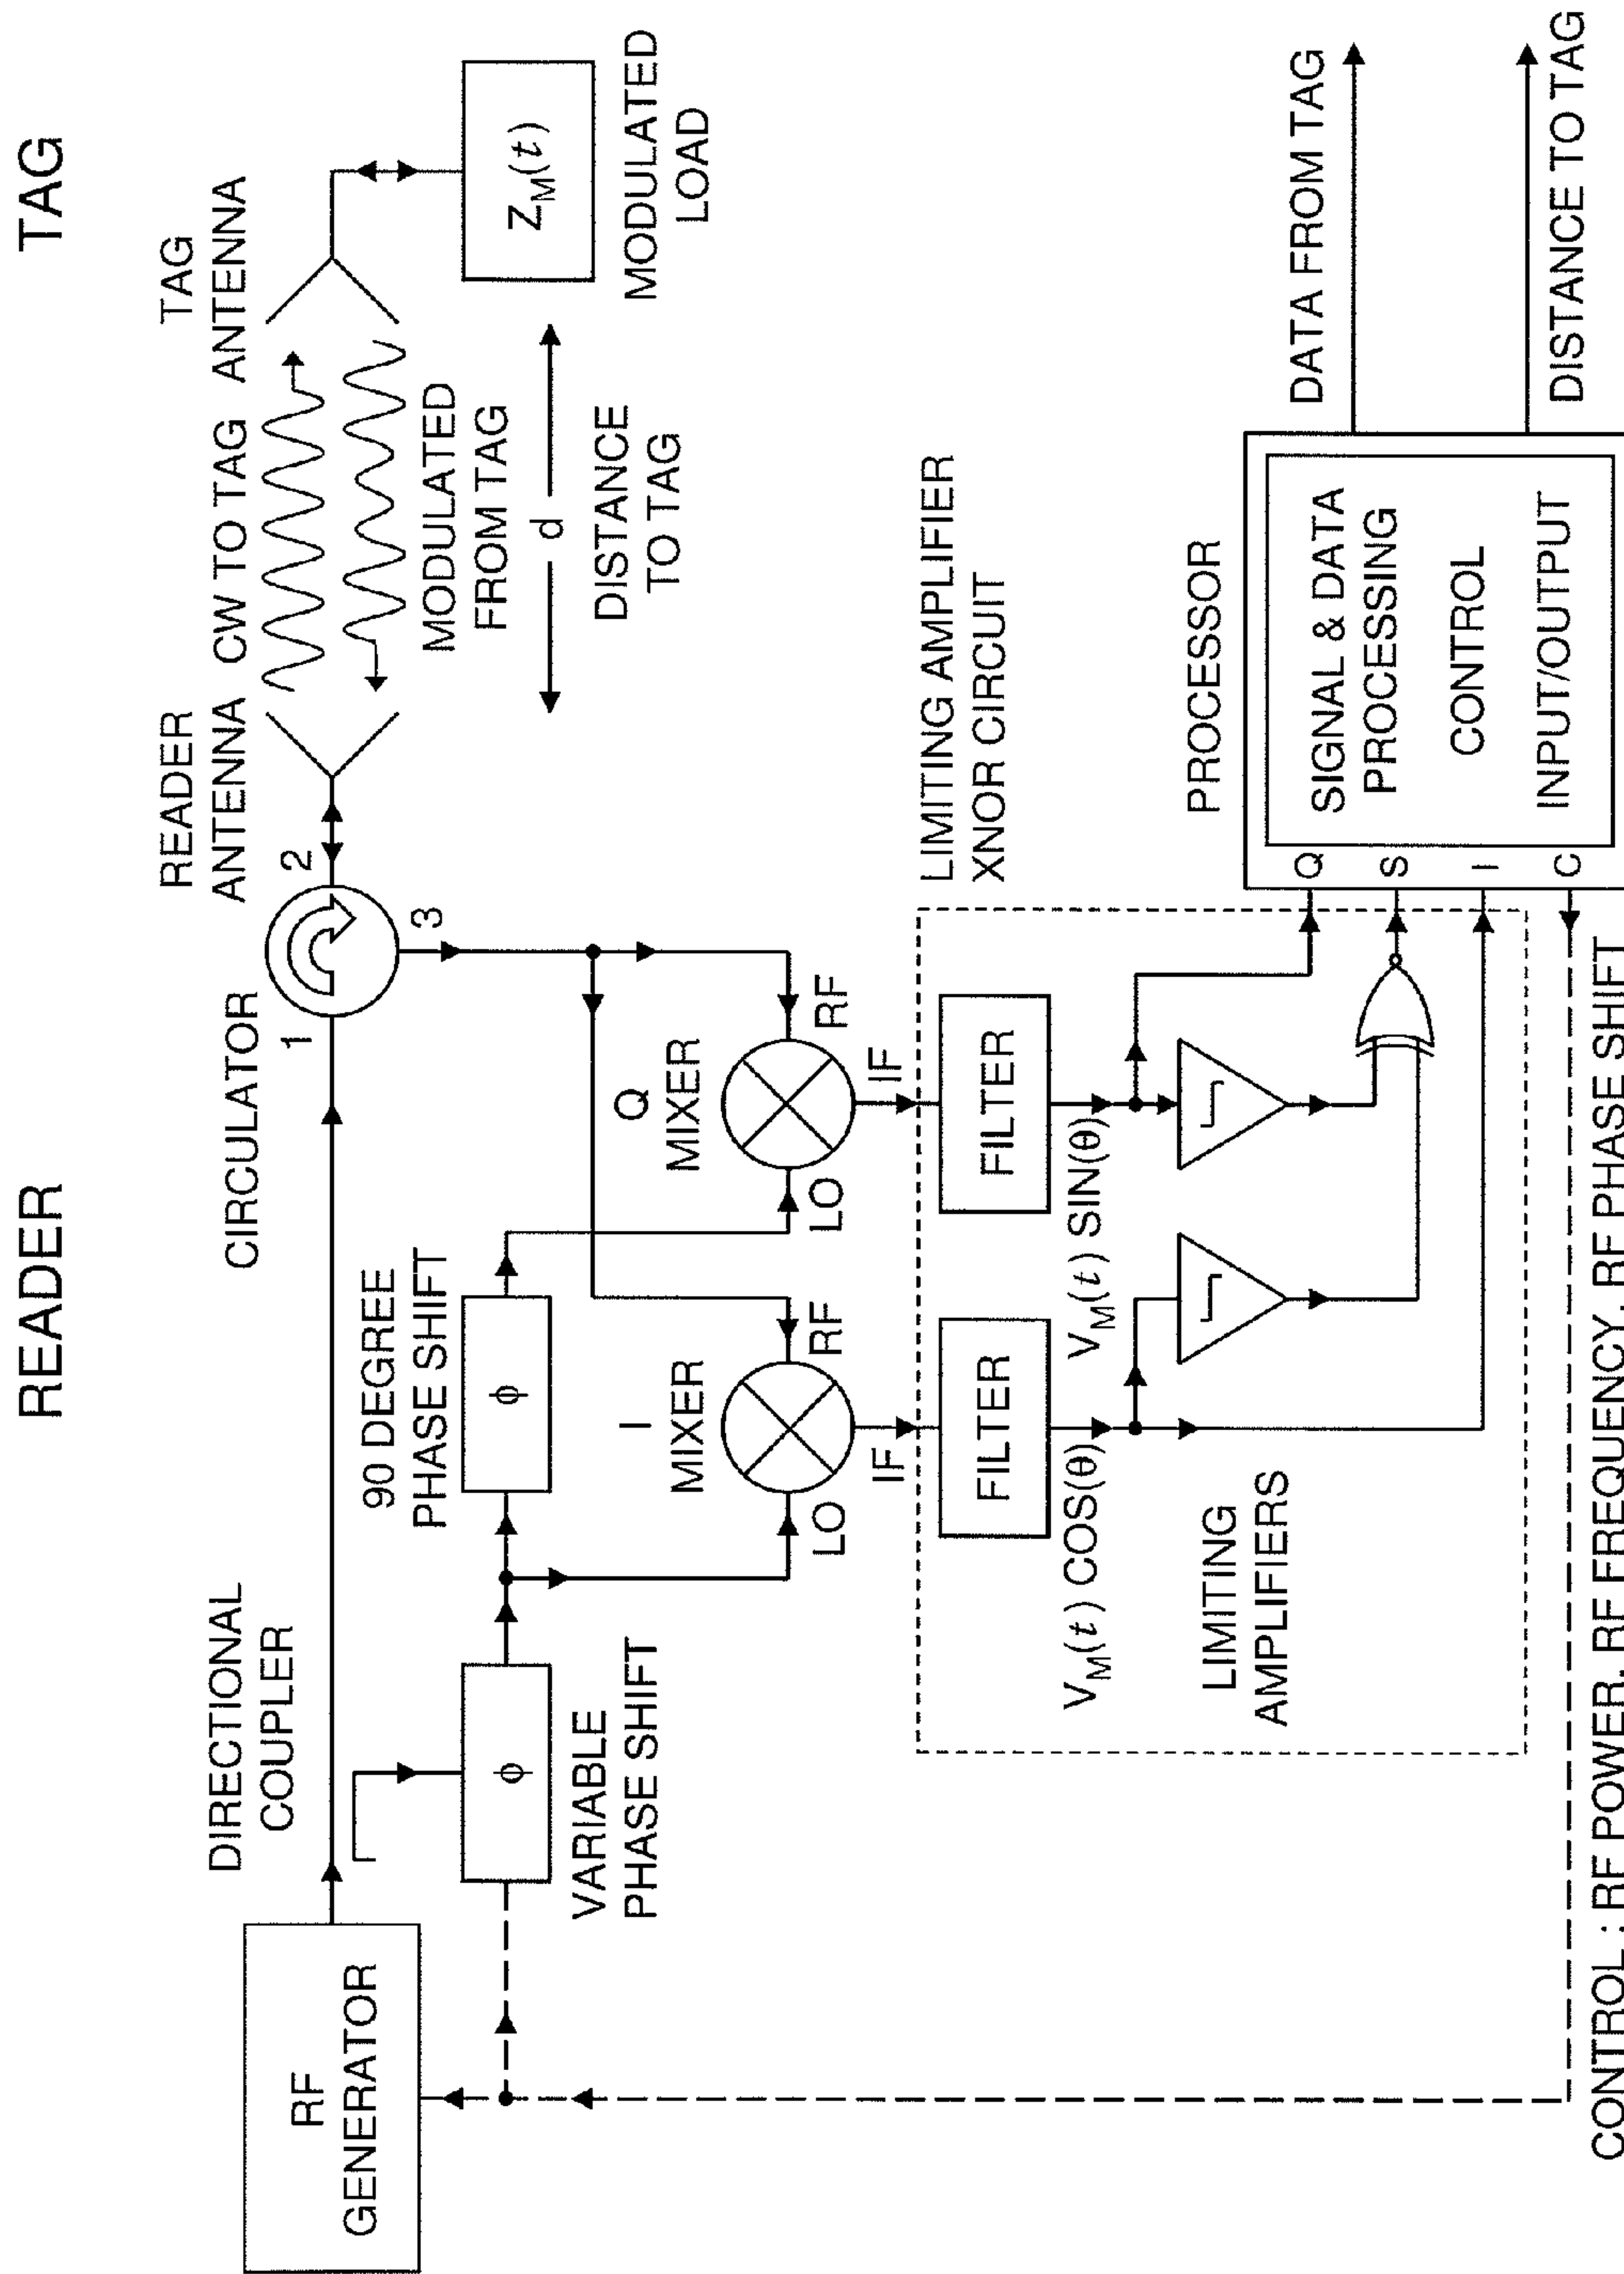 READER
TAG
RF
GENERATOR
DIRECTIONAL
COUPLER
CIRCULATOR
1
2
3
READER
ANTENNA
CW TO TAG
TAG
ANTENNA
MODULATED
FROM TAG
d
DISTANCE
TO TAG
Z_M(t)
MODULATED
LOAD
ϕ
VARIABLE
PHASE SHIFT
90 DEGREE
PHASE SHIFT
ϕ
I
MIXER
LO
RF
IF
Q
MIXER
LO
RF
IF
LIMITING AMPLIFIER
XNOR CIRCUIT
FILTER
FILTER
V_M(t) COS(θ)
V_M(t) SIN(θ)
LIMITING
AMPLIFIERS
PROCESSOR
Q
S
I
C
SIGNAL & DATA
PROCESSING
CONTROL
INPUT/OUTPUT
DATA FROM TAG
DISTANCE TO TAG
CONTROL : RF POWER, RF FREQUENCY, RF PHASE SHIFT